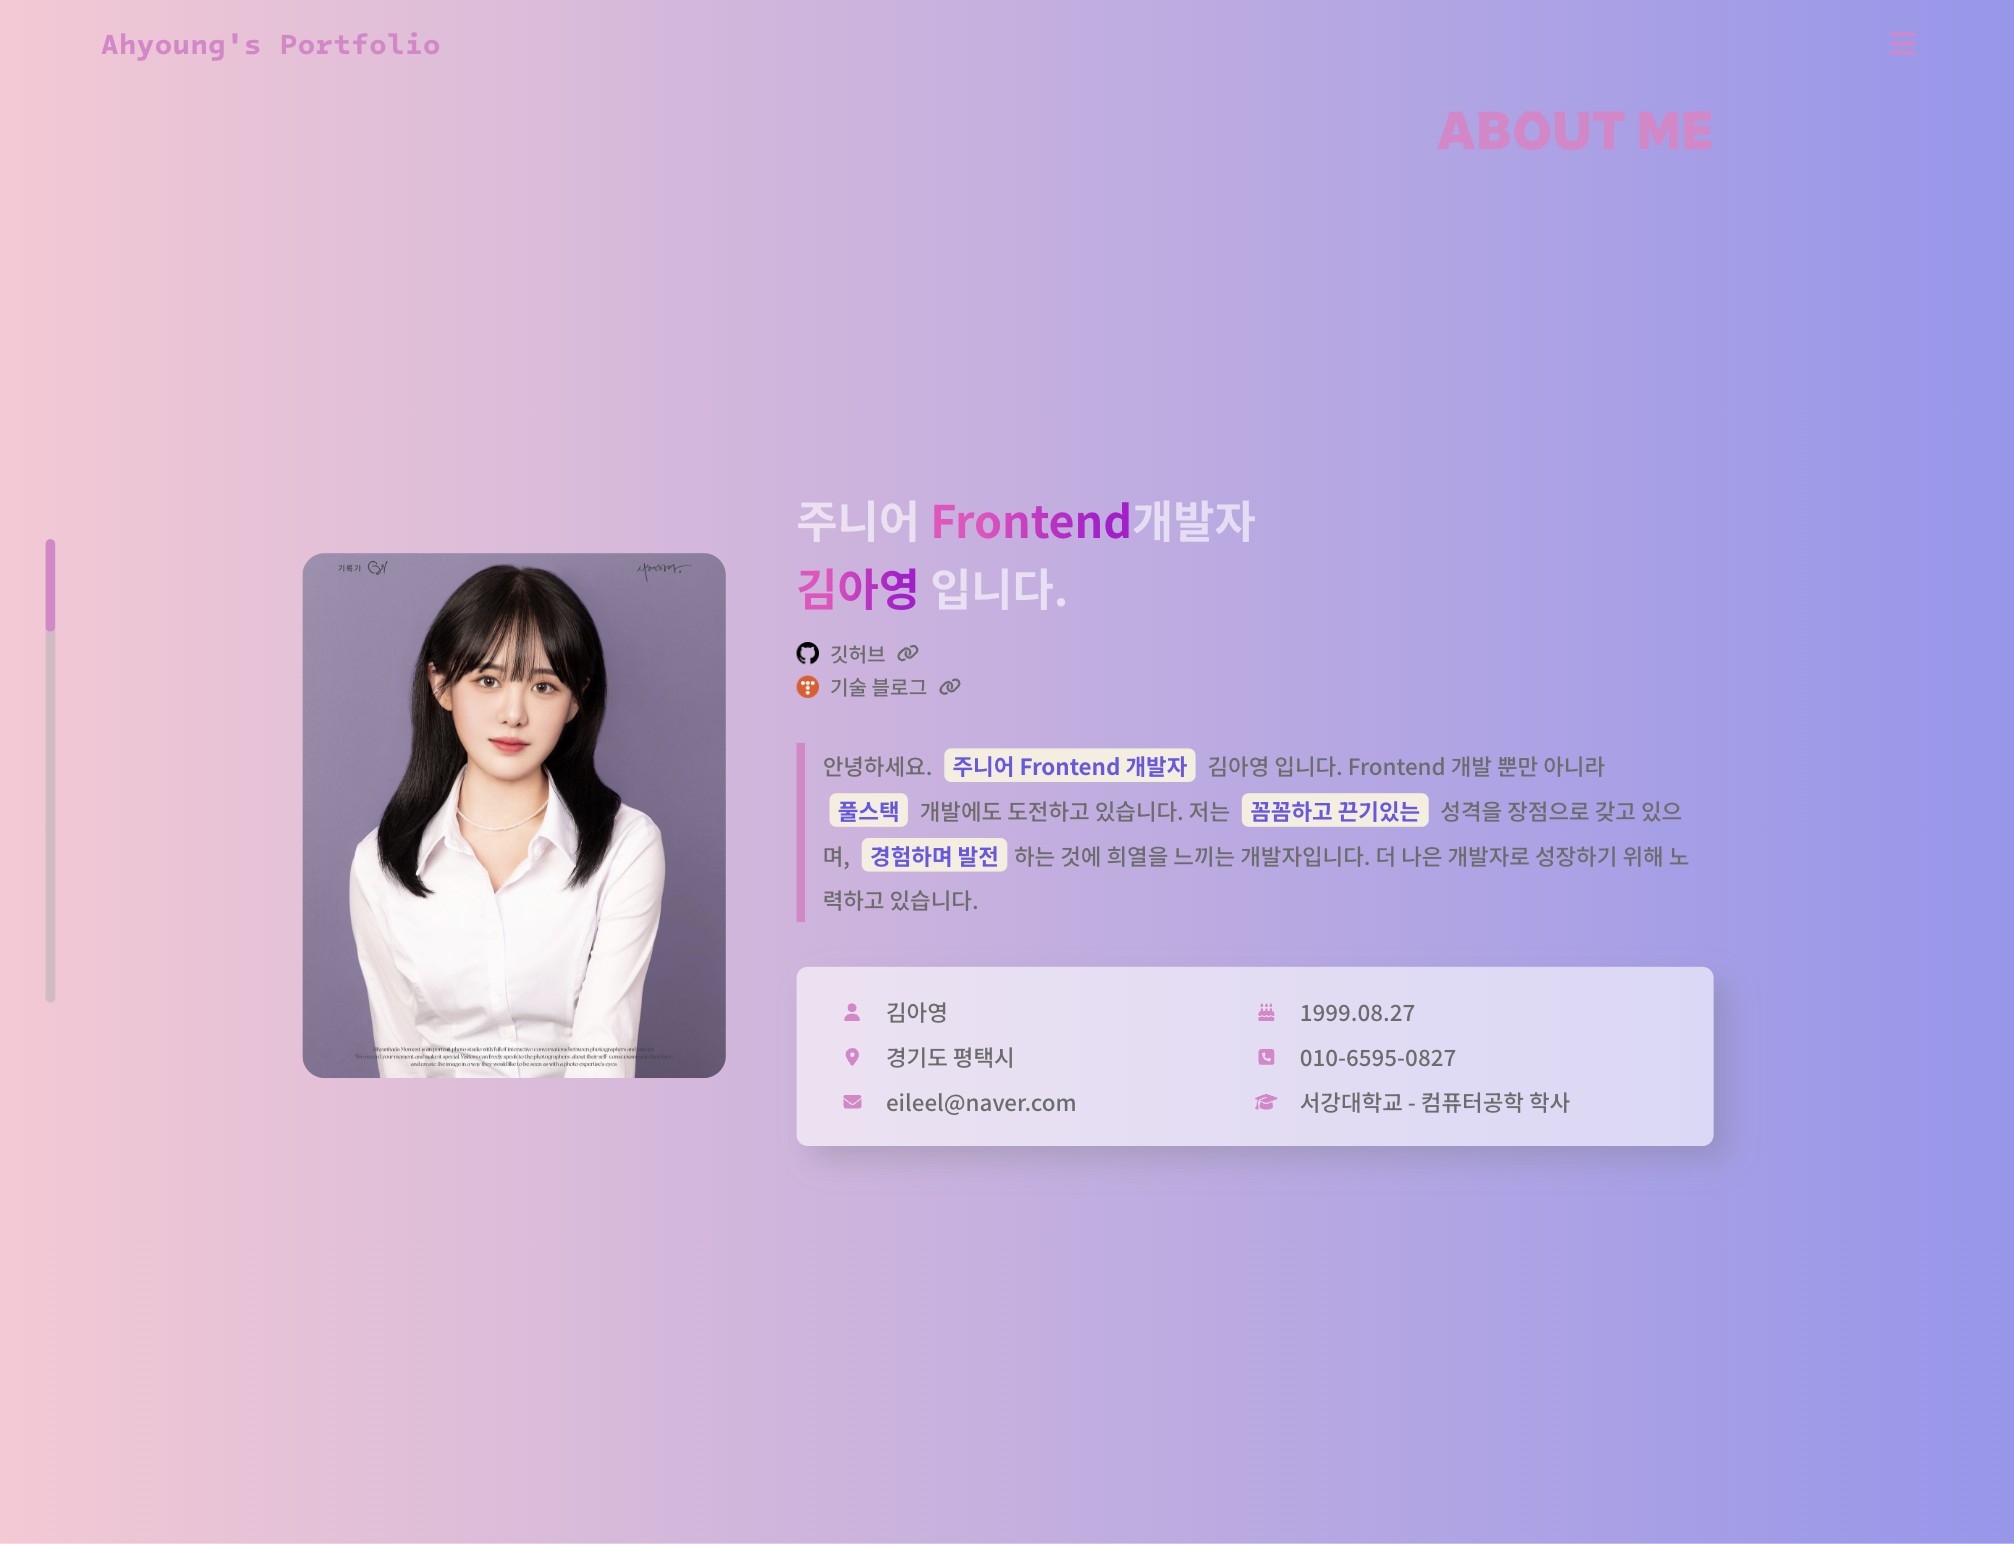 Ahyoung's Portfolio
ABOUT ME
주니어 Frontend개발자
김아영 입니다.
깃허브
기술 블로그
기록가
안녕하세요. 주니어 Frontend 개발자 김아영 입니다. Frontend 개발 뿐만 아니라
풀스택 개발에도 도전하고 있습니다. 저는 꼼꼼하고 끈기있는 성격을 장점으로 갖고 있으
며, 경험하며 발전 하는 것에 희열을 느끼는 개발자입니다. 더 나은 개발자로 성장하기 위해 노
력하고 있습니다.
김아영
1999.08.27
경기도 평택시
010-6595-0827
eileel@naver.com
서강대학교 - 컴퓨터공학 학사